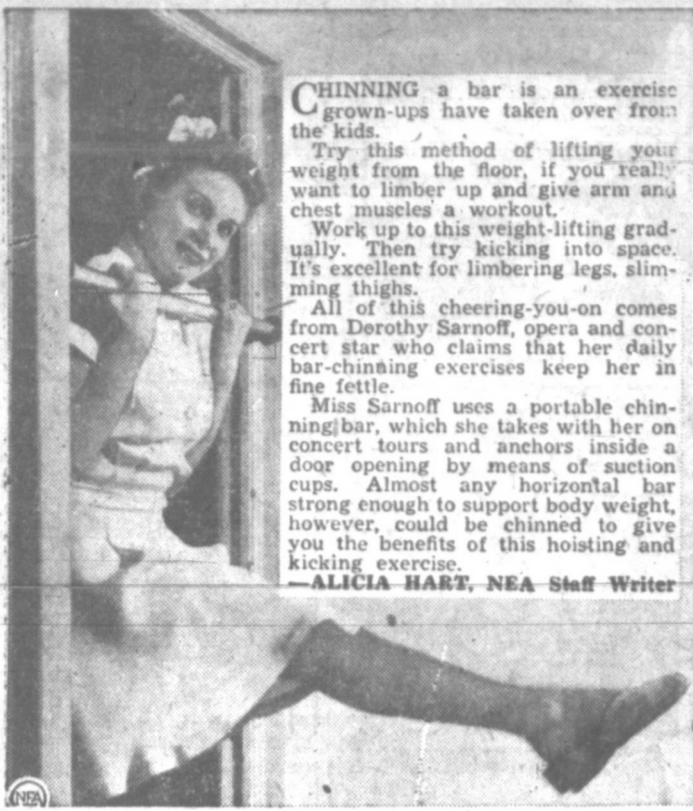 CHINNING a bar is an exercise
grown-ups have taken over from
the kids.
Try this method of lifting your
weight from the floor, if you really
want to limber up and give arm and
chest muscles a workout.
Work up to this weight-lifting grad-
ually. Then try kicking into space.
It's excellent for limbering legs, slim-
ming thighs.
All of this cheering-you-on comes
from Dorothy Sarnoff, opera and con-
cert star who claims that her daily
bar-chinning exercises keep her in
fine fettle.
Miss Sarnoff uses a portable chin-
ning bar, which she takes with her on
concert tours and anchors inside a
door opening by means of suction
cups. Almost any horizontal bar
strong enough to support body weight,
however, could be chinned to give
you the benefits of this hoisting and
kicking exercise.
—ALICIA HART, NEA Staff Writer
NEA